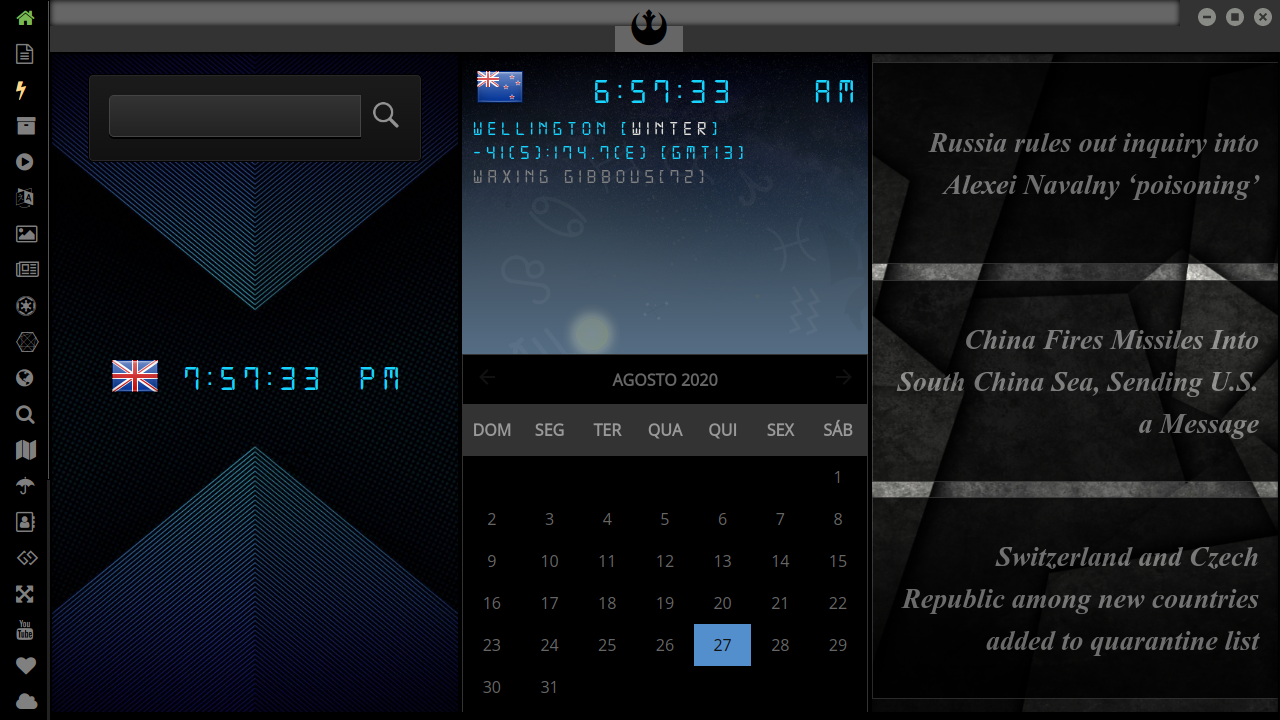 6:57:33 AM
WELLINGTON [WINTER]
-41(S):174.7(E) [GMT13]
WAXING GIBBOUS[72]
7:57:33 PM
AGOSTO 2020
DOM SEG TER QUA QUI SEX SÁB
1
2 3 4 5 6 7 8
9 10 11 12 13 14 15
16 17 18 19 20 21 22
23 24 25 26 27 28 29
30 31
Russia rules out inquiry into
Alexei Navalny ‘poisoning’
China Fires Missiles Into
South China Sea, Sending U.S.
a Message
Switzerland and Czech
Republic among new countries
added to quarantine list
You
Tube